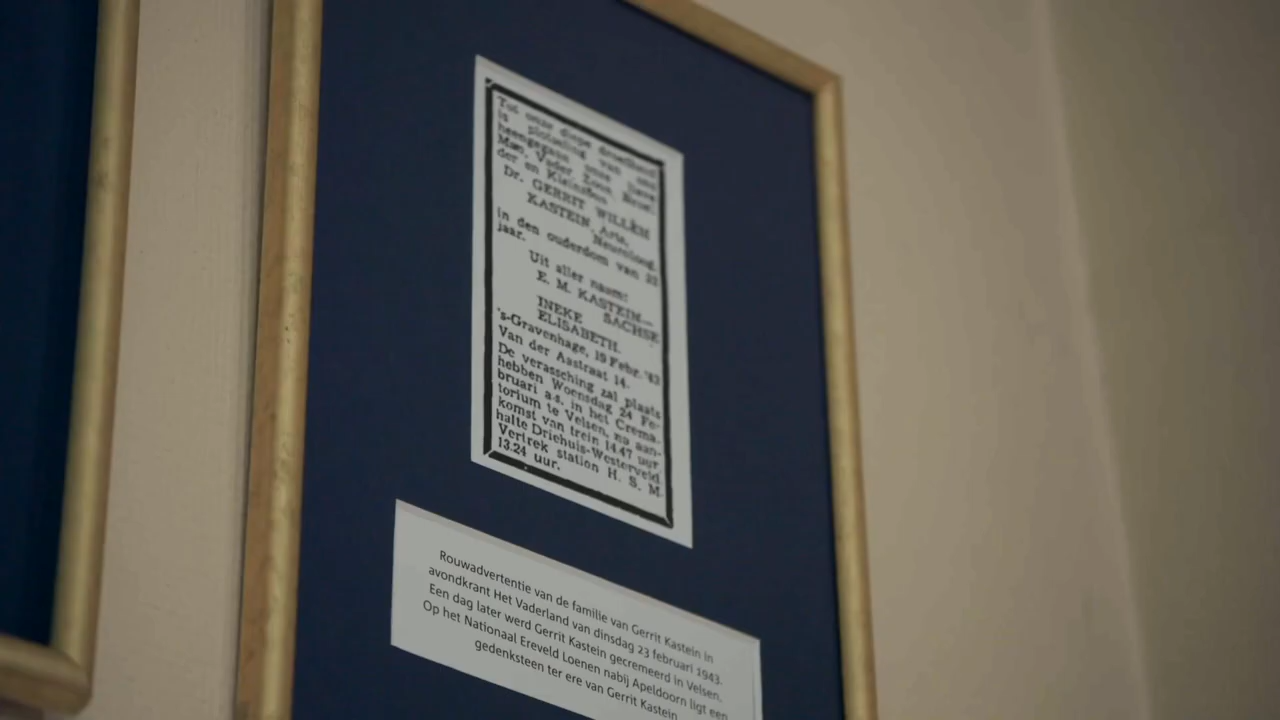 Tot onze diepe droefheid
is plotseling van ons
heengegaan onze lieve
Man, Vader Zoon Broe-
der en Kleinzoon
Dr. GERRIT WILLEM
KASTEIN, Arts,
Neuroloog,
in den ouderdom van
jaar.
Uit aller naam:
E. M. KASTEIN—
SACHSE
INEKE
ELISABETH.
's-Gravenhage, 19 Febr. '43
Van der Aastraat 14.
De verassching zal plaats
hebben Woensdag 24 Fe-
bruari a.s. in het Crema-
torium te Velsen, na aan-
komst van trein 14.47 uur
halte Driehuis-Westerveld
Vertrek station H. S. M.
13.24 uur.
Rouwadvertentie van de familie van Gerrit Kastein in
avondkrant Het Vaderland van dinsdag 23 februari 1943.
Een dag later werd Gerrit Kastein gecremeerd in Velsen.
Op het Nationaal Ereveld Loenen nabij Apeldoorn ligt een
gedenksteen ter ere van Gerrit Kastein